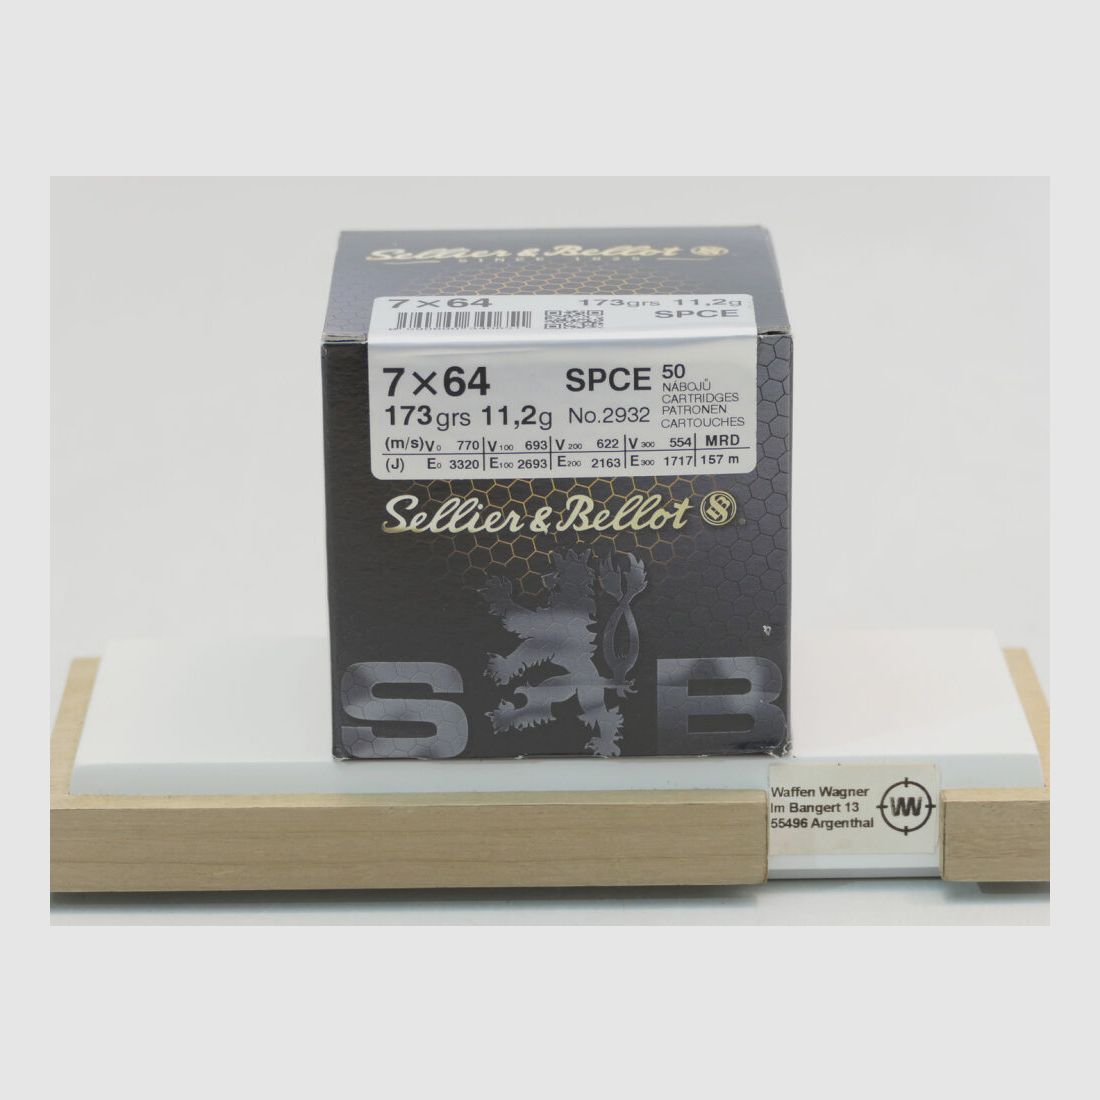 Sellier & Bellot
SINCE 1825
7×64 173grs 11,2g
SPCE
7×64 SPCE 50
NÁBOJŮ
CARTRIDGES
PATRONEN
CARTOUCHES
173grs 11,2g No.2932
(m/s) V0 770 V100 693 V200 622 V300 554 MRD
(J) E0 3320 E100 2693 E200 2163 E300 1717 157 m
Sellier & Bellot
S B
Waffen Wagner
Im Bangert 13
55496 Argenthal
W